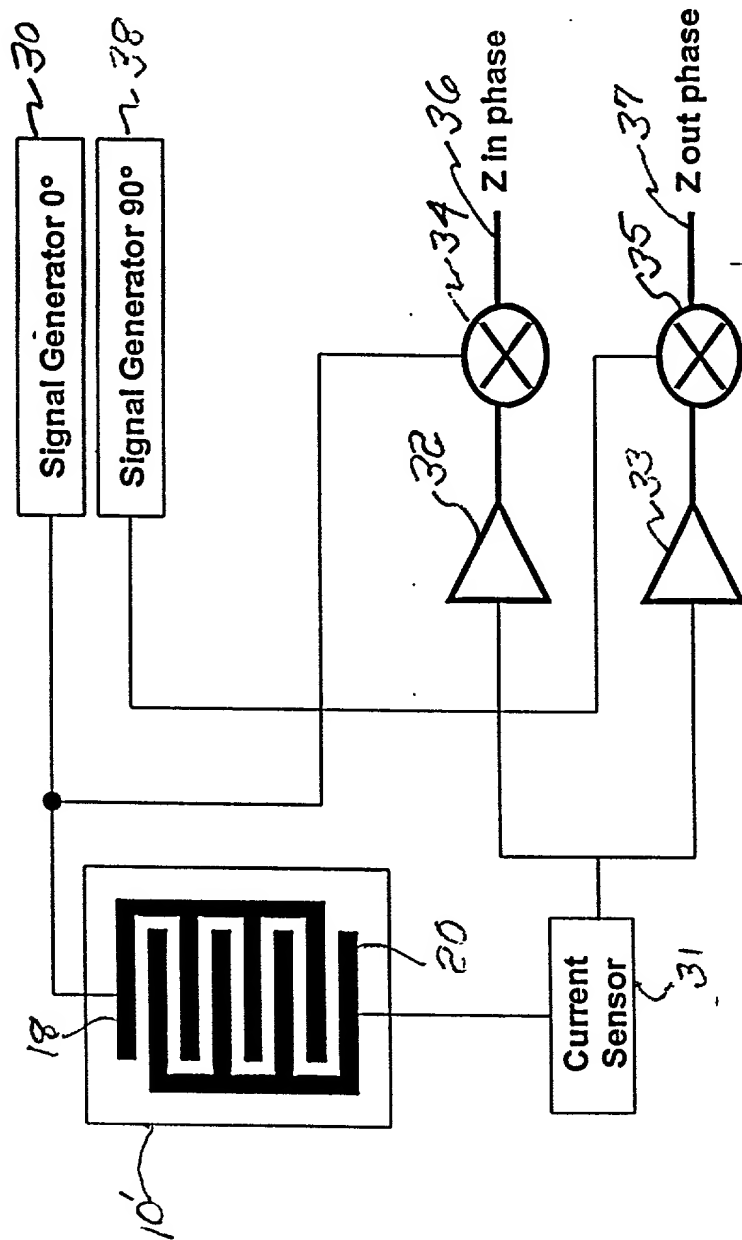 30
Signal Generator 0°
38
Signal Generator 90°
18
10'
20
36
34
Z in phase
32
37
35
Z out phase
33
Current
Sensor
31